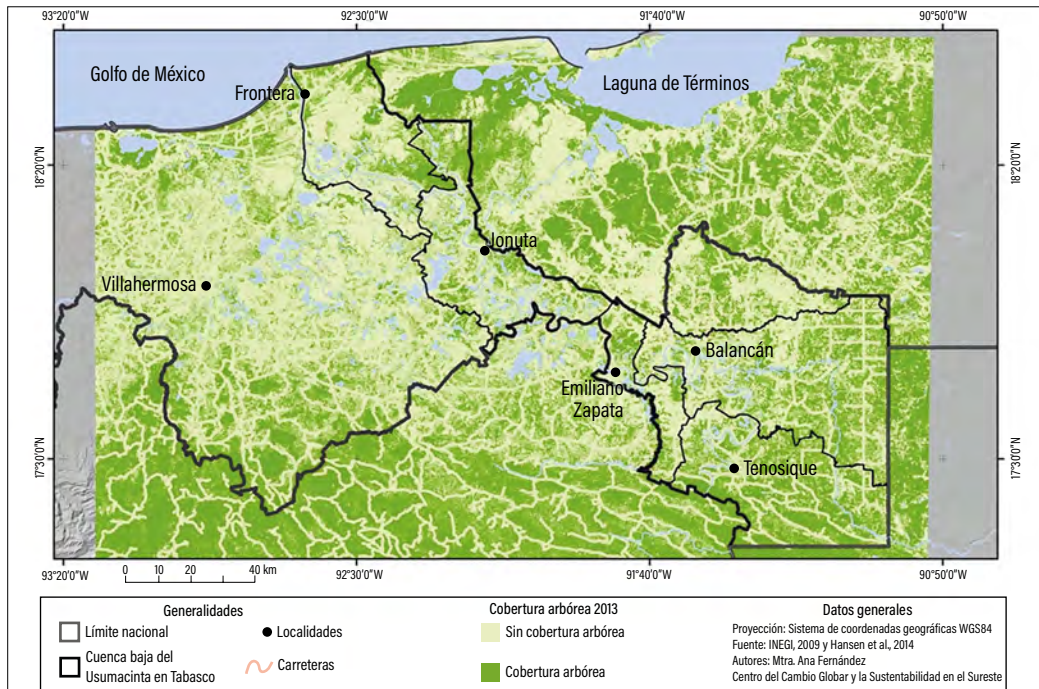 93°20'0"W
92°30'0"W
91°40'0"W
90°50'0"W
Golfo de México
Laguna de Términos
Frontera
18°20'0"N
18°20'0"N
Jonuta
Villahermosa
Balancán
Emiliano
Zapata
17°30'0"N
17°30'0"N
Tenosique
0 10 20 40 km
93°20'0"W
92°30'0"W
91°40'0"W
90°50'0"W
Generalidades
Límite nacional
Localidades
Cuenca baja del
Usumacinta en Tabasco
Carreteras
Cobertura arbórea 2013
Sin cobertura arbórea
Cobertura arbórea
Datos generales
Proyección: Sistema de coordenadas geográficas WGS84
Fuente: INEGI, 2009 y Hansen et al., 2014
Autores: Mtra. Ana Fernández
Centro del Cambio Globar y la Sustentabilidad en el Sureste